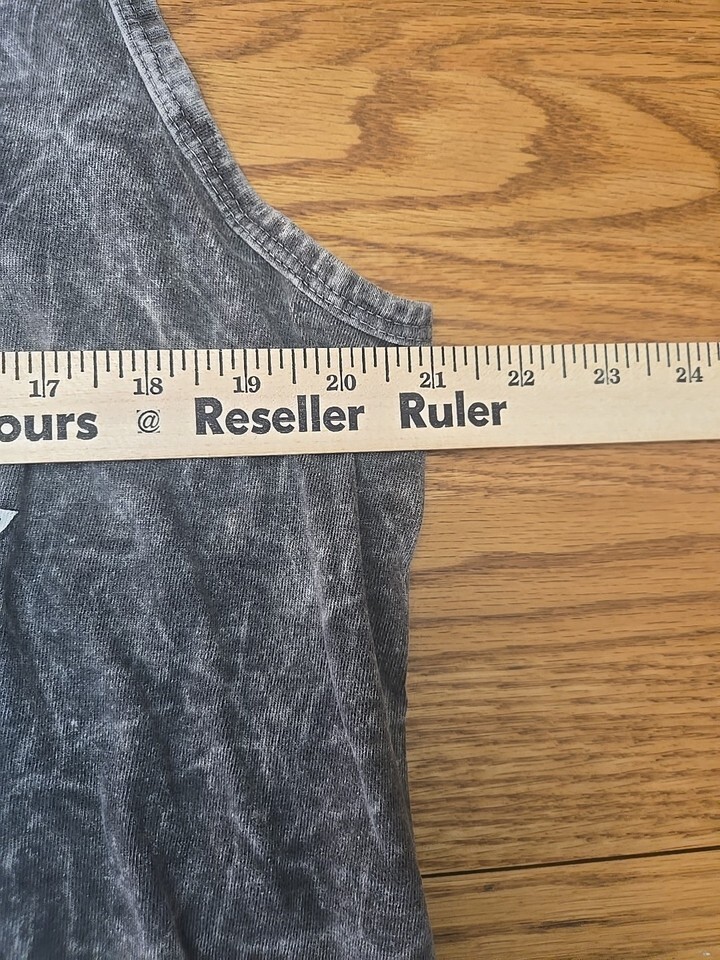 17 18 19 20 21 22 23 24
ours @ Reseller Ruler